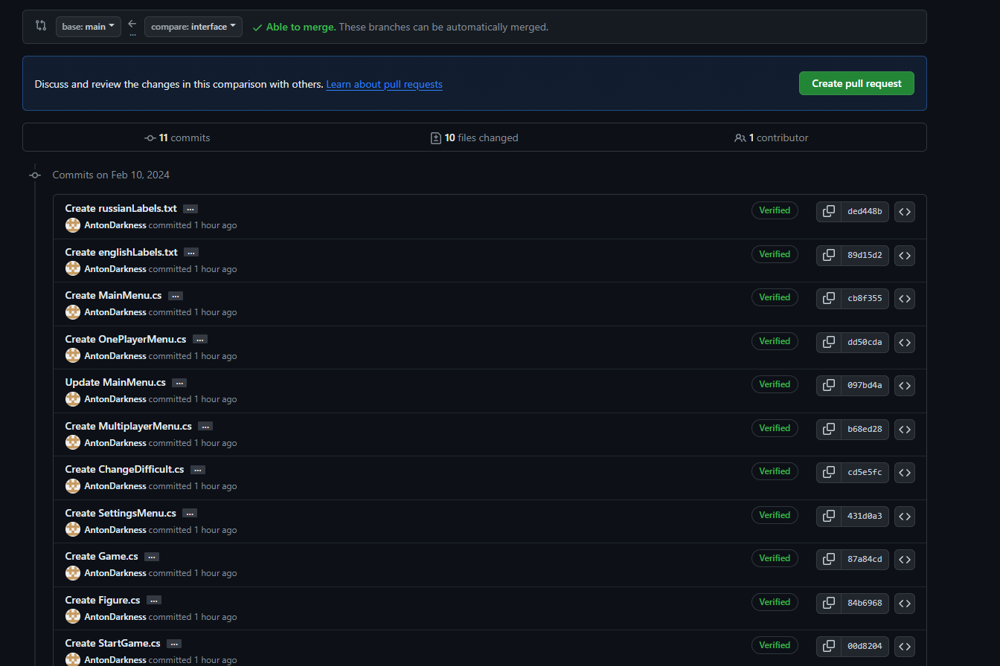 base: main ← compare: interface ✓ Able to merge. These branches can be automatically merged.
...
Discuss and review the changes in this comparison with others. Learn about pull requests Create pull request
11 commits 10 files changed 1 contributor
Commits on Feb 10, 2024
Create russianLabels.txt ... Verified ded448b <>
AntonDarkness committed 1 hour ago
Create englishLabels.txt ... Verified 89d15d2 <>
AntonDarkness committed 1 hour ago
Create MainMenu.cs ... Verified cb8f355 <>
AntonDarkness committed 1 hour ago
Create OnePlayerMenu.cs ... Verified dd50cda <>
AntonDarkness committed 1 hour ago
Update MainMenu.cs ... Verified 097bd4a <>
AntonDarkness committed 1 hour ago
Create MultiplayerMenu.cs ... Verified b68ed28 <>
AntonDarkness committed 1 hour ago
Create ChangeDifficult.cs ... Verified cd5e5fc <>
AntonDarkness committed 1 hour ago
Create SettingsMenu.cs ... Verified 431d0a3 <>
AntonDarkness committed 1 hour ago
Create Game.cs ... Verified 87a84cd <>
AntonDarkness committed 1 hour ago
Create Figure.cs ... Verified 84b6968 <>
AntonDarkness committed 1 hour ago
Create StartGame.cs ... Verified 00d8204 <>
AntonDarkness committed 1 hour ago